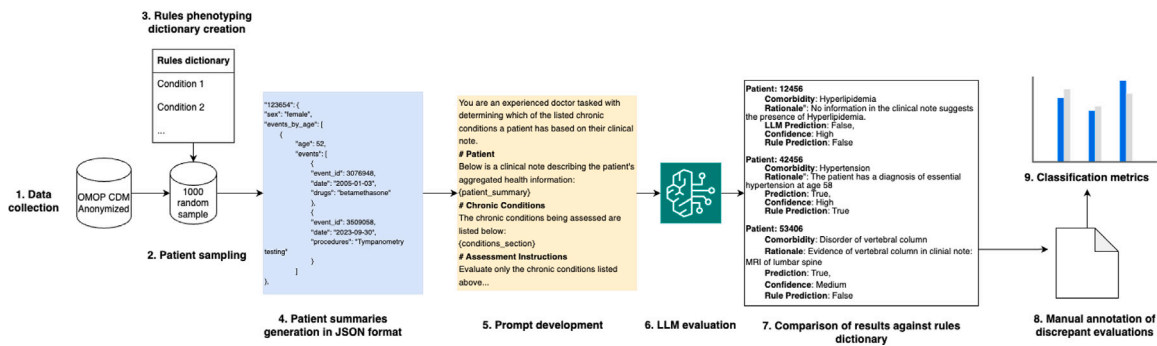 3. Rules phenotyping
dictionary creation
Rules dictionary
Condition 1
Condition 2
...
1. Data
collection
OMOP CDM
Anonymized
1000
random
sample
2. Patient sampling
"123654": {
"sex": "female",
"events_by_age": [
{
"age": 52,
"events": [
{
"event_id": 3076948,
"date": "2005-01-03",
"drugs": "betamethasone"
},
{
"event_id": 3509058,
"date": "2023-09-30",
"procedures": "Tympanometry
testing"
}
]
},
4. Patient summaries
generation in JSON format
You are an experienced doctor tasked with
determining which of the listed chronic
conditions a patient has based on their clinical
note.
# Patient
Below is a clinical note describing the patient's
aggregated health information:
{patient_summary}
# Chronic Conditions
The chronic conditions being assessed are
listed below:
{conditions_section}
# Assessment Instructions
Evaluate only the chronic conditions listed
above...
5. Prompt development
6. LLM evaluation
Patient: 12456
Comorbidity: Hyperlipidemia
Rationale": No information in the clinical note suggests
the presence of Hyperlipidemia.
LLM Prediction: False,
Confidence: High
Rule Prediction: False
Patient: 42456
Comorbidity: Hypertension
Rationale": The patient has a diagnosis of essential
hypertension at age 58
Prediction: True,
Confidence: High
Rule Prediction: True
Patient: 53406
Comorbidity: Disorder of vertebral column
Rationale: Evidence of vertebral column in clinical note:
MRI of lumbar spine
Prediction: True,
Confidence: Medium
Rule Prediction: False
7. Comparison of results against rules
dictionary
9. Classification metrics
8. Manual annotation of
discrepant evaluations